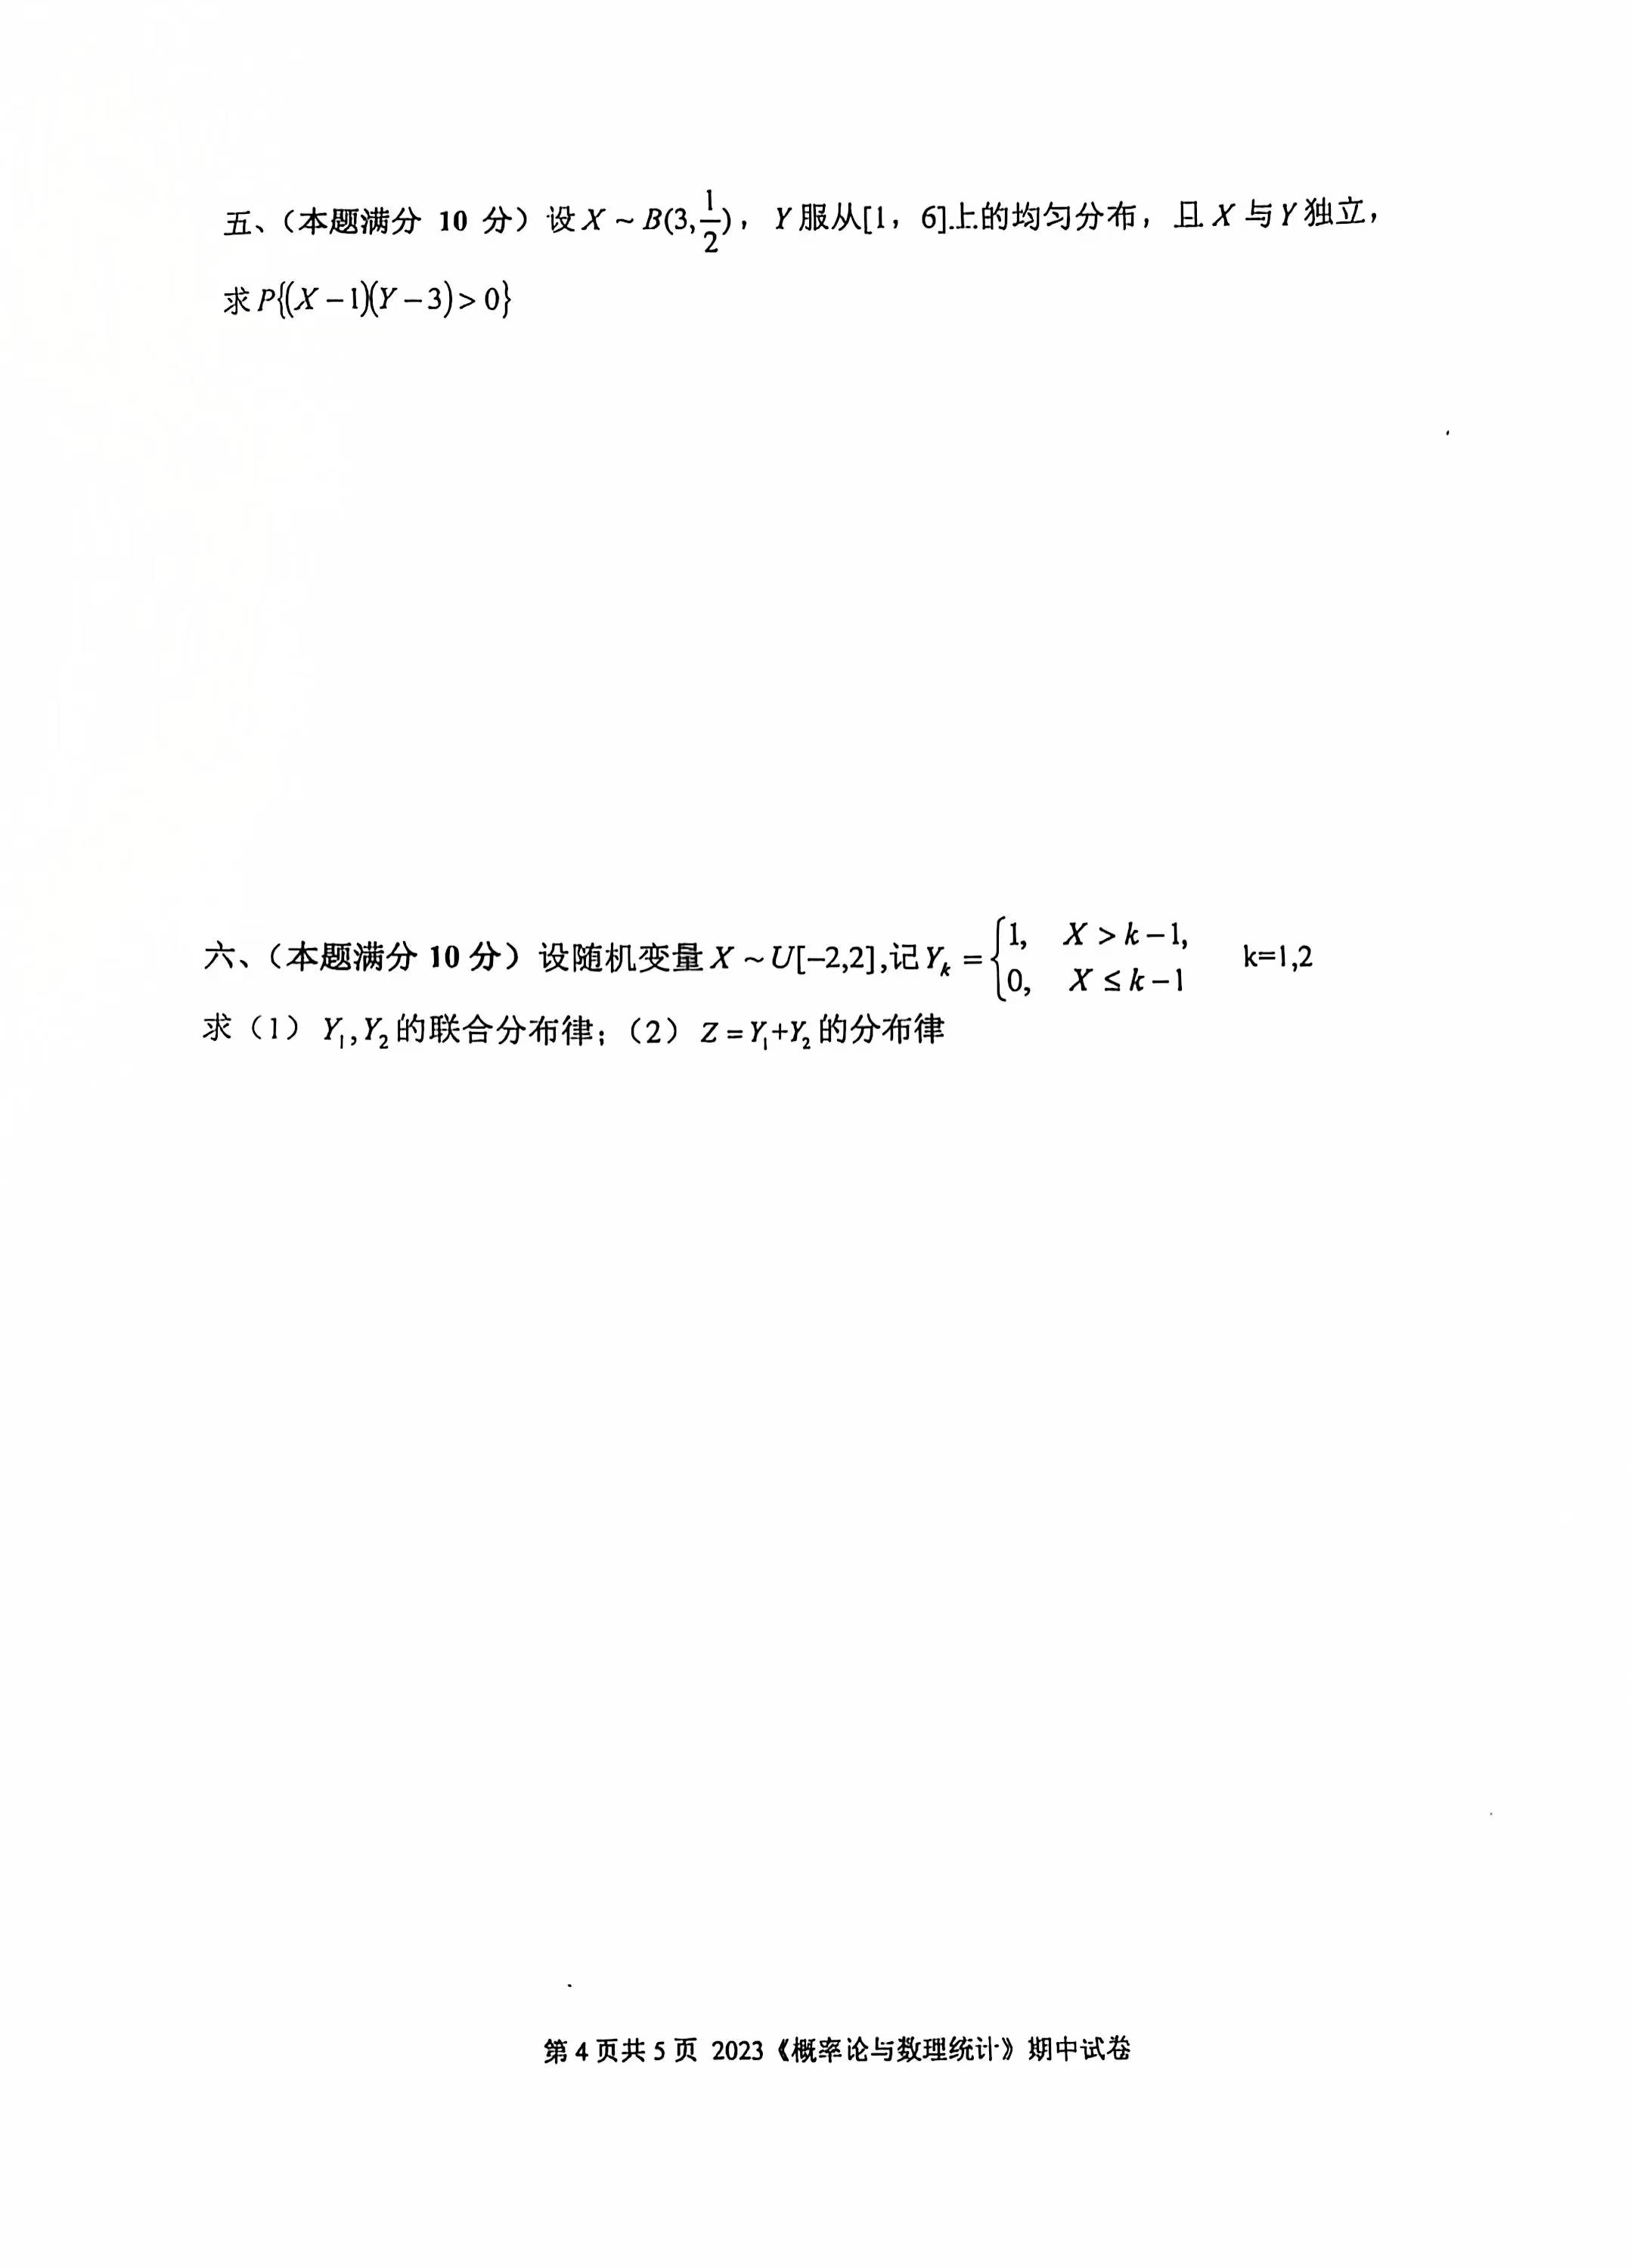 五、（本题满分 10 分）设 X ~ B(3, 1/2)， Y 服从[1，6]上的均匀分布，且 X 与 Y 独立，
求 P{(X－1)(Y－3)>0}
六、（本题满分 10 分）设随机变量 X ~ U[-2,2],记 Y_k = { 1, X > k-1, 0, X ≤ k-1 k=1,2
求（1） Y_1,Y_2 的联合分布律；（2） Z = Y_1+Y_2 的分布律
第 4 页共 5 页 2023《概率论与数理统计》期中试卷